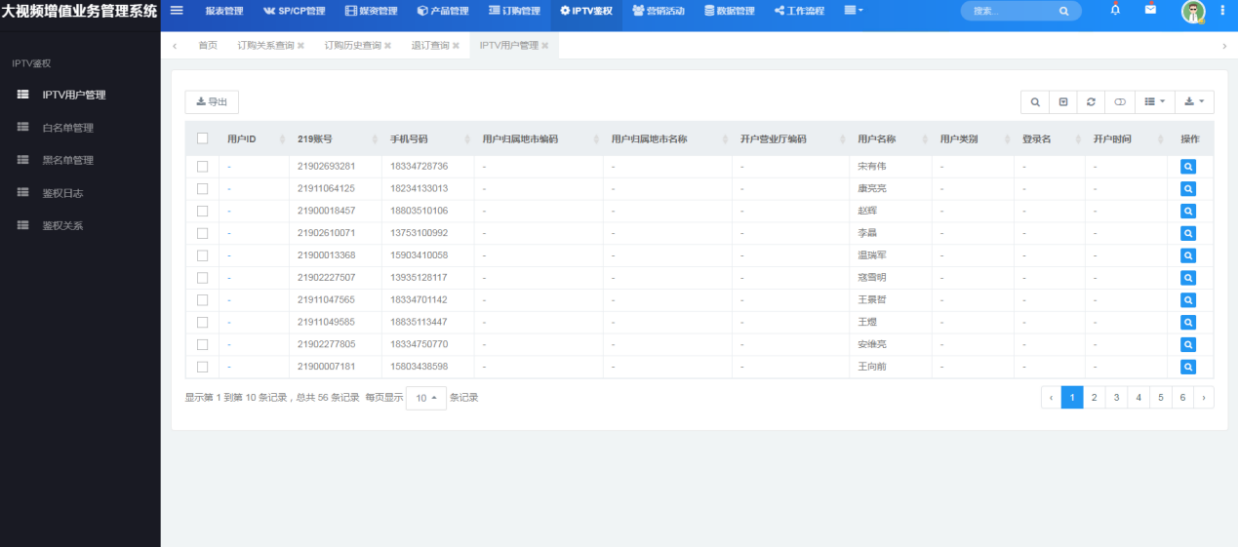 大视频增值业务管理系统 报表管理 SP/CP管理 媒资管理 产品管理 订购管理 IPTV鉴权 营销活动 数据管理 工作流程 搜索...
首页 订购关系查询 订购历史查询 退订查询 IPTV用户管理
IPTV鉴权
IPTV用户管理
白名单管理
黑名单管理
鉴权日志
鉴权关系
导出
用户ID 219账号 手机号码 用户归属地市编码 用户归属地市名称 开户营业厅编码 用户名称 用户类别 登录名 开户时间 操作
- 21902693281 18334728736 - - - 宋有伟 - - -
- 21911064125 18234133013 - - - 康亮亮 - - -
- 21900018457 18803510106 - - - 赵辉 - - -
- 21902610071 13753100992 - - - 李晶 - - -
- 21900013368 15903410058 - - - 温瑞军 - - -
- 21902227507 13935128117 - - - 寇雪明 - - -
- 21911047565 18334701142 - - - 王景哲 - - -
- 21911049585 18835113447 - - - 王煜 - - -
- 21902277805 18334750770 - - - 安维亮 - - -
- 21900007181 15803438598 - - - 王向前 - - -
显示第 1 到第 10 条记录，总共 56 条记录 每页显示 10 条记录 ‹ 1 2 3 4 5 6 ›